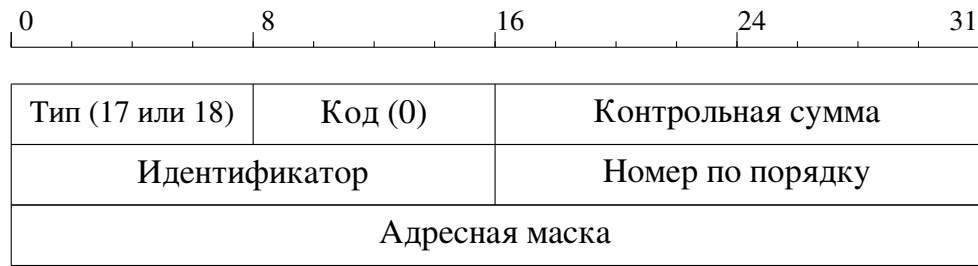 0 8 16 24 31
Тип (17 или 18) Код (0) Контрольная сумма
Идентификатор Номер по порядку
Адресная маска